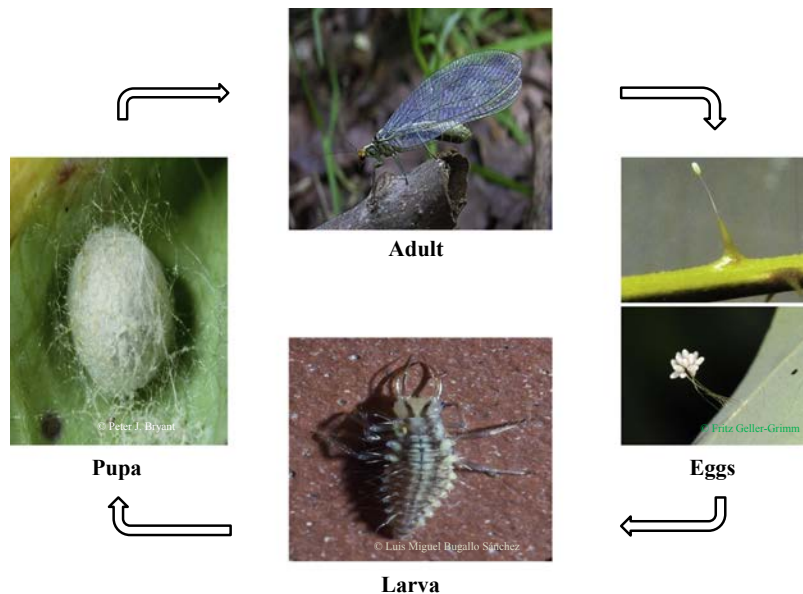 Adult
© Peter J. Bryant
Pupa
© Fritz Geller-Grimm
Eggs
© Luis Miguel Bugallo Sánchez
Larva